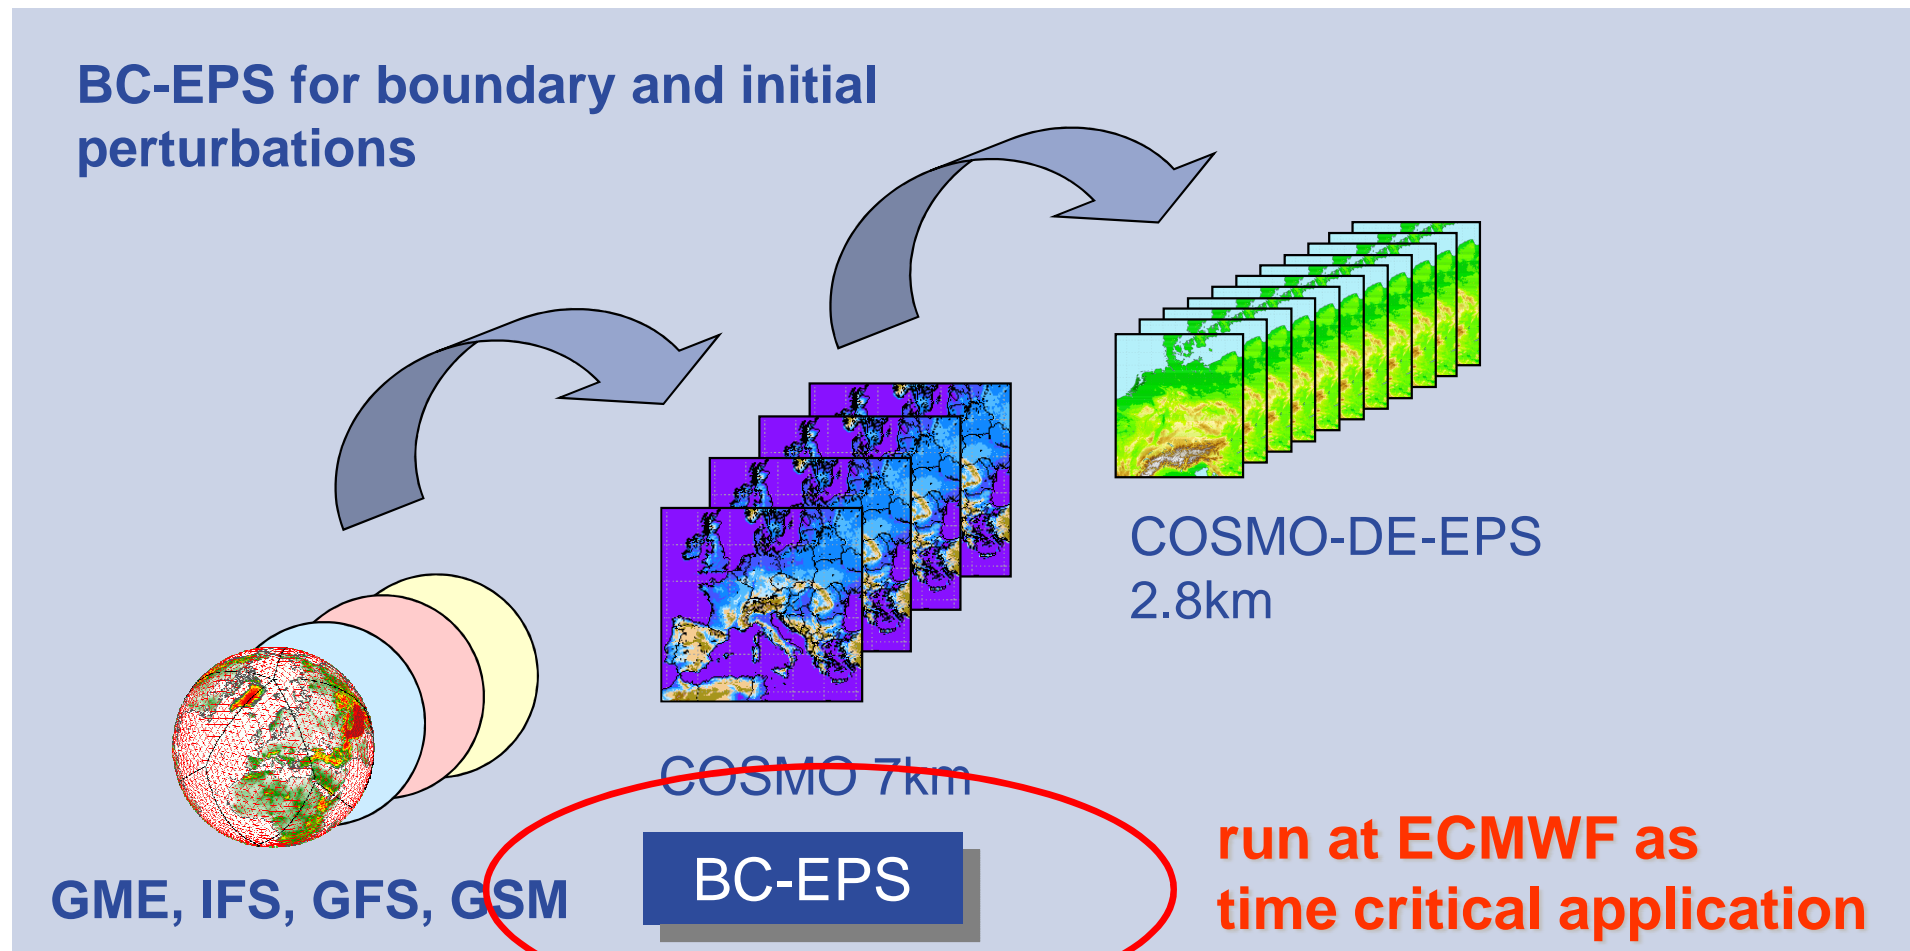 BC-EPS for boundary and initial
perturbations
COSMO-DE-EPS
2.8km
COSMO 7km
BC-EPS
GME, IFS, GFS, GSM
run at ECMWF as
time critical application